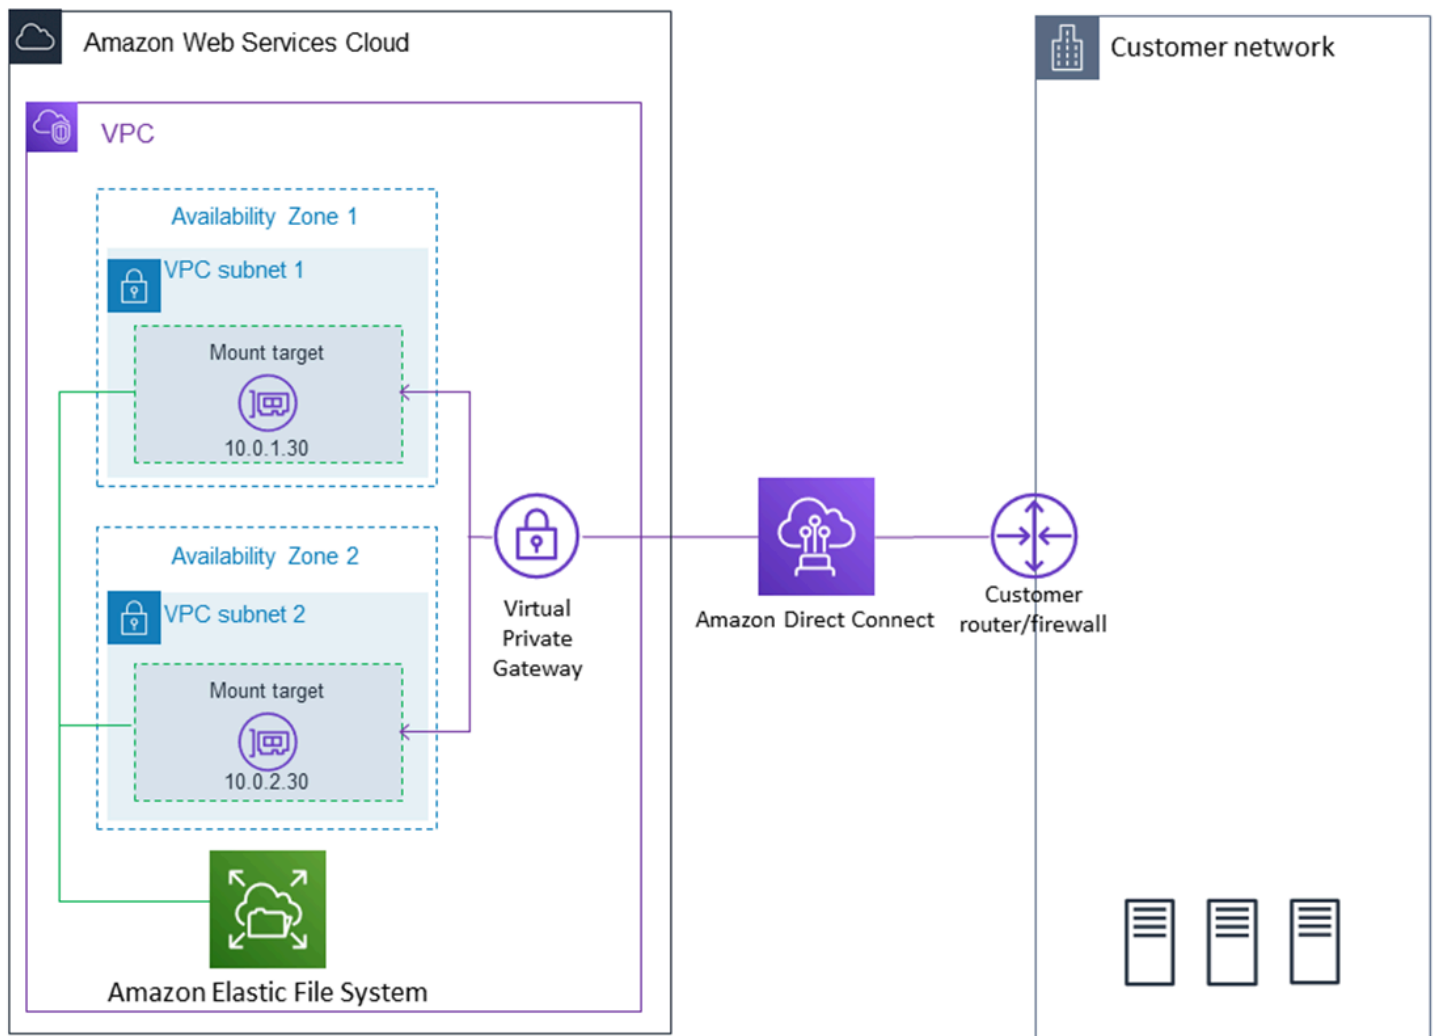 Amazon Web Services Cloud
Customer network
VPC
Availability Zone 1
VPC subnet 1
Mount target
10.0.1.30
Availability Zone 2
VPC subnet 2
Mount target
10.0.2.30
Virtual
Private
Gateway
Amazon Direct Connect
Customer
router/firewall
Amazon Elastic File System